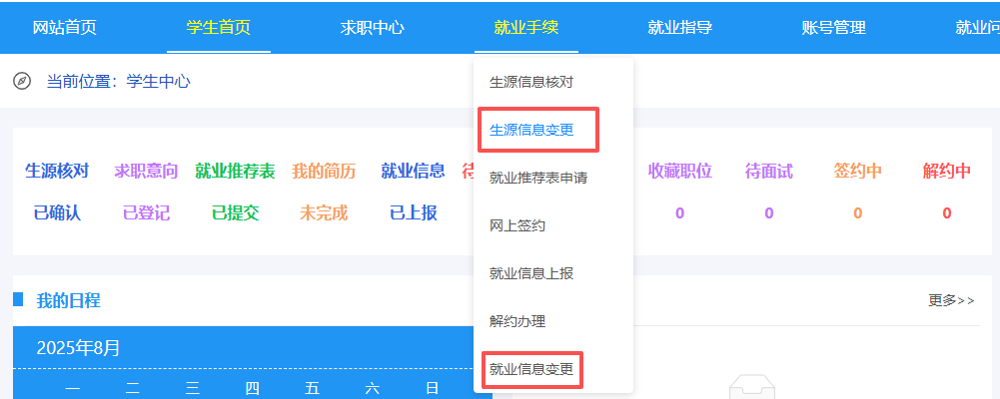 网站首页 学生首页 求职中心 就业手续 就业指导 账号管理 就业问
当前位置：学生中心
生源信息核对
生源信息变更
就业推荐表申请
网上签约
就业信息上报
解约办理
就业信息变更
生源核对 求职意向 就业推荐表 我的简历 就业信息 待 收藏职位 待面试 签约中 解约中
已确认 已登记 已提交 未完成 已上报 0 0 0 0
我的日程 更多>>
2025年8月
一 二 三 四 五 六 日